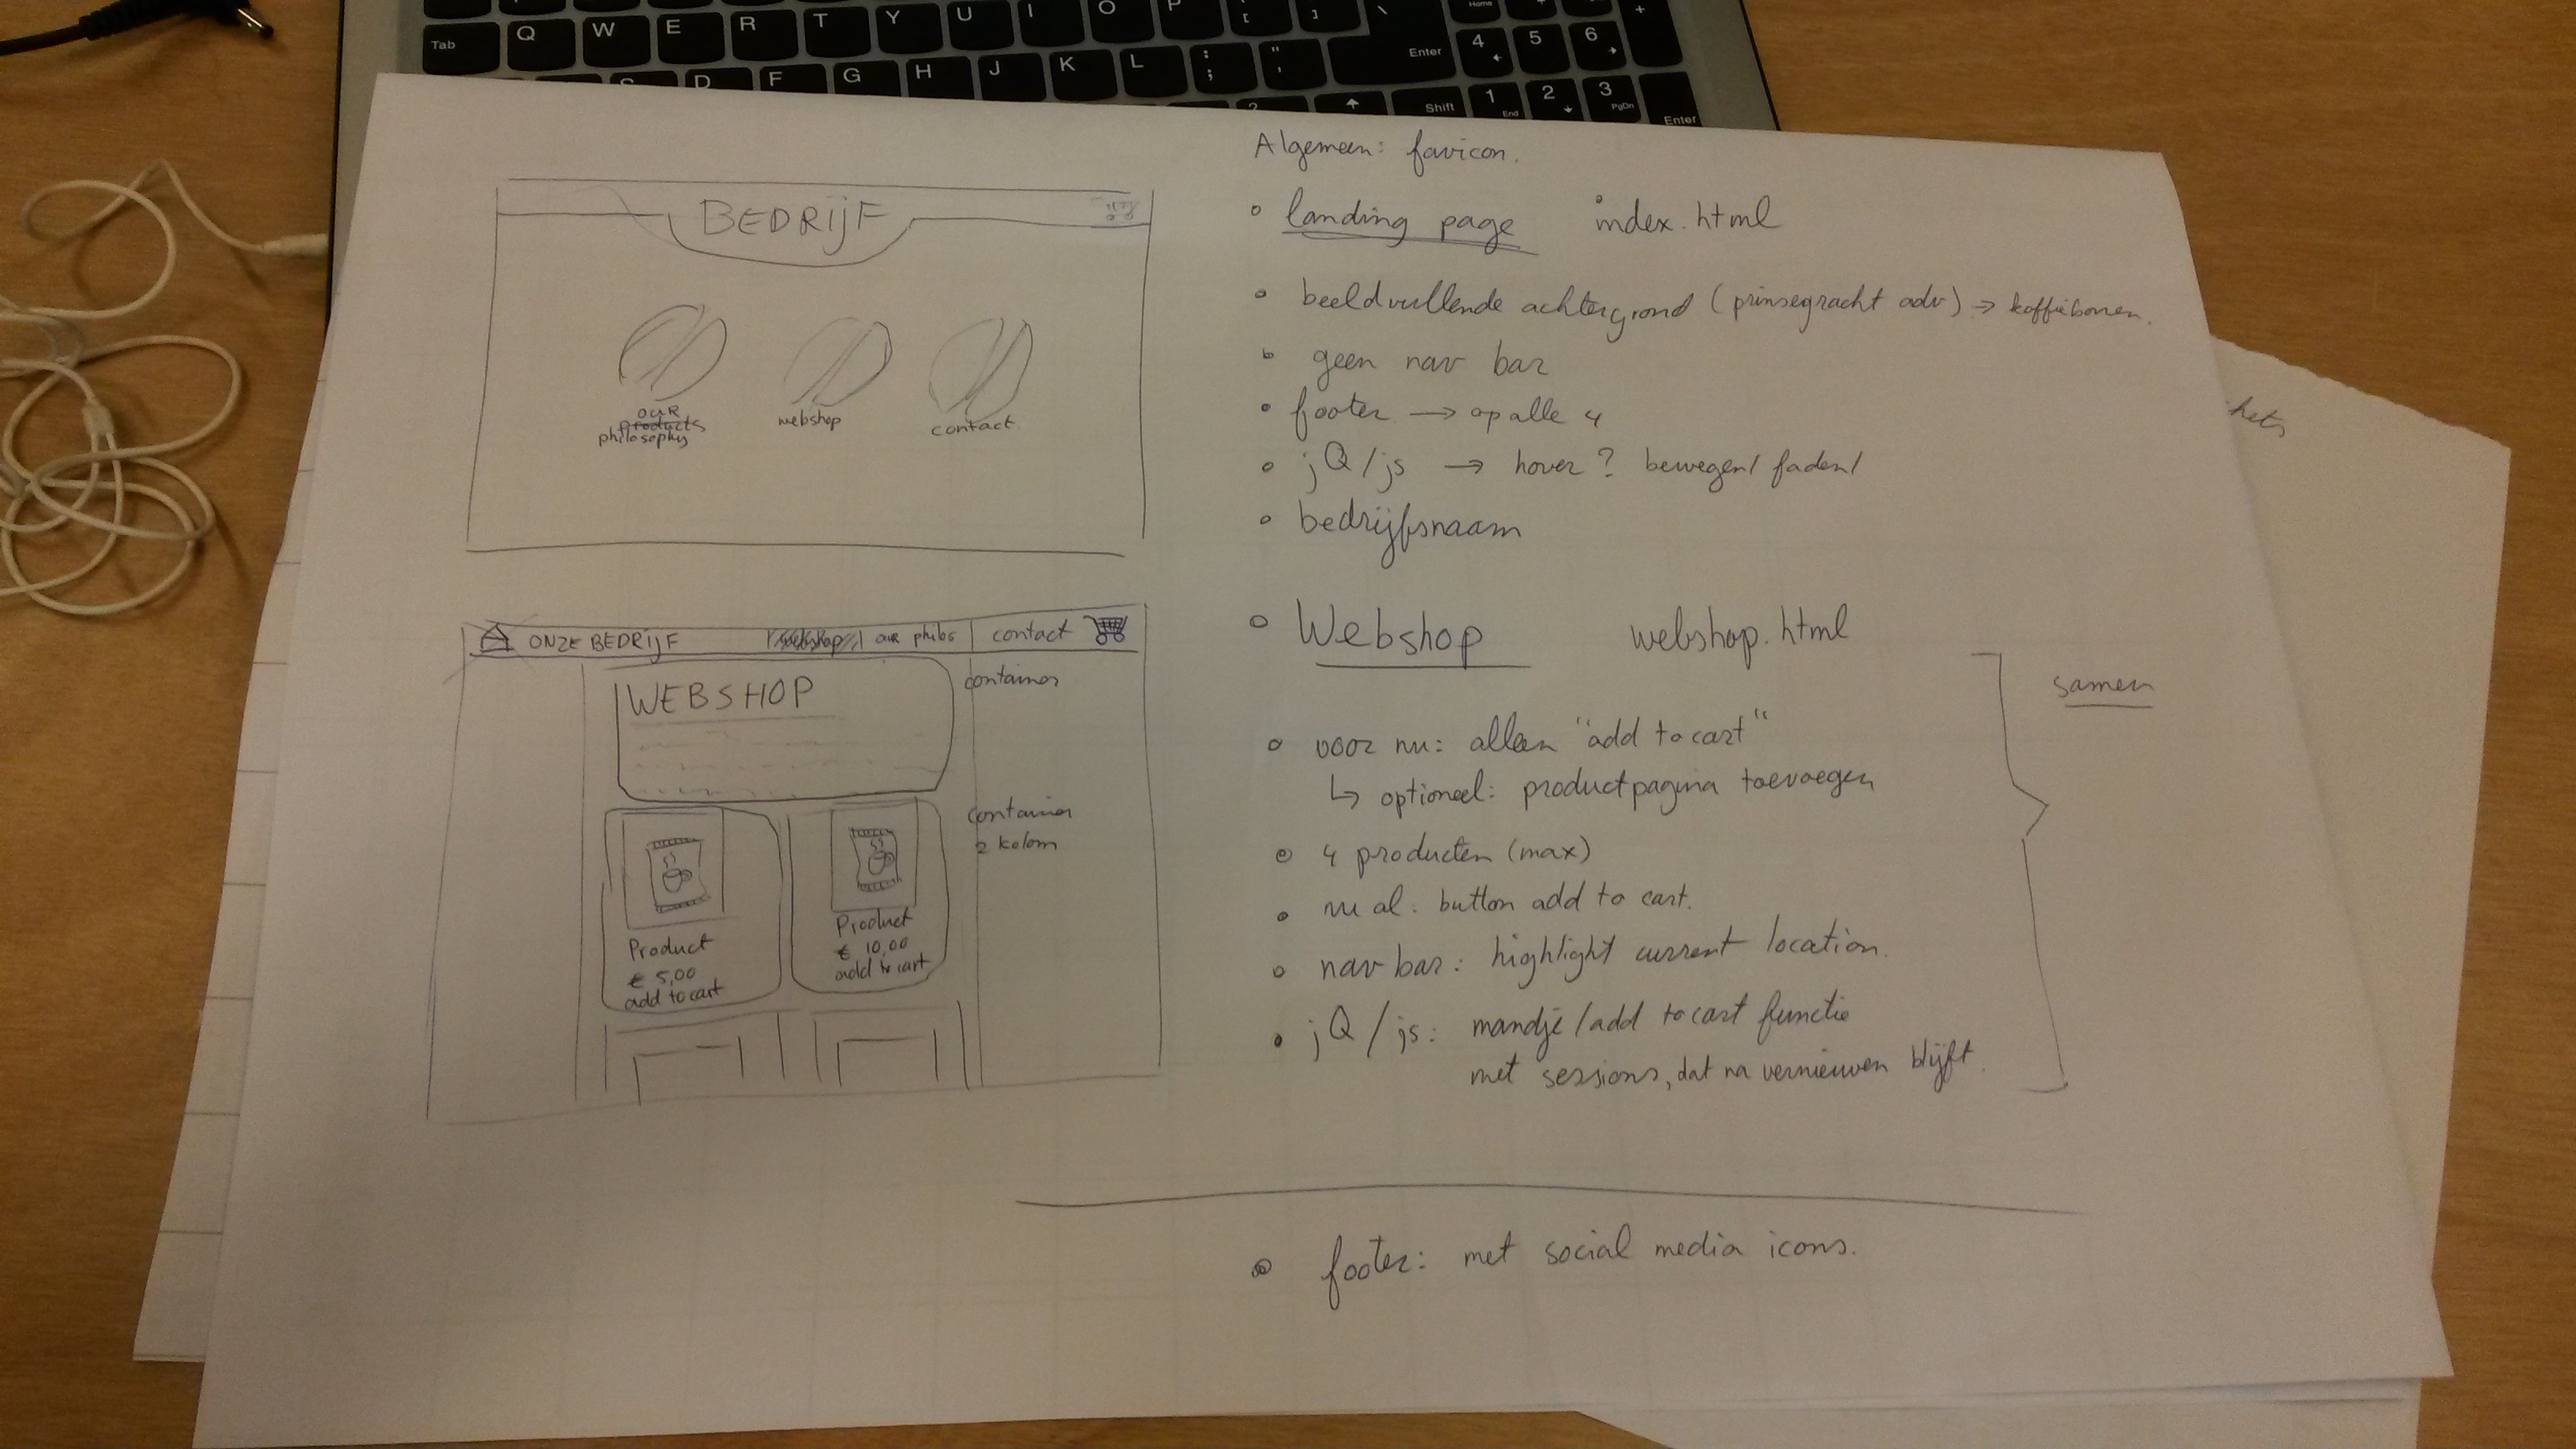 Tab Q W E R T Y U I O P [ ] \ Home +
Enter 4 5 6
S D F G H J K L : ; " '
? Shift 1 End 2 3 PgDn Enter
Algemeen: favicon.
BEDRIJF
OUR
products
philosophy
webshop
contact
landing page index.html
beeldvullende achtergrond (prinsegracht adv) → koffiebonen.
geen nav bar
footer → op alle 4
jQ/js → hover? bewegen/faden/
bedrijfsnaam
ONZE BEDRIJF webshop our philos contact
WEBSHOP
container
container
2 kolom
Product
€ 5,00
add to cart
Product
€ 10,00
add to cart
Webshop webshop.html
samen
voor nu: alleen "add to cart"
↳ optioneel: productpagina toevoegen
4 producten (max)
nu al: button add to cart.
nav bar: highlight current location.
jQ/js: mandje/add to cart functie
met sessions, dat na vernieuwen blijft.
footer: met social media icons.